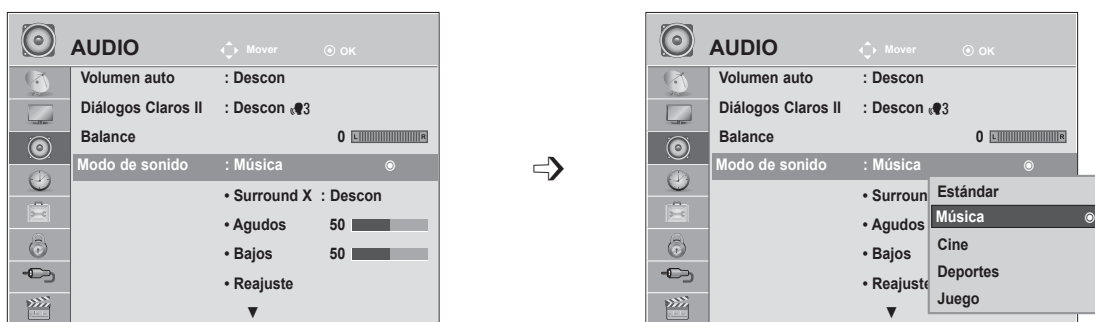 AUDIO Mover OK
Volumen auto : Descon
Diálogos Claros II : Descon 3
Balance 0 L R
Modo de sonido : Música
• Surround X : Descon
• Agudos 50
• Bajos 50
• Reajuste
AUDIO Mover OK
Volumen auto : Descon
Diálogos Claros II : Descon 3
Balance 0 L R
Modo de sonido : Música
• Surroun
• Agudos
• Bajos
• Reajuste
Estándar
Música
Cine
Deportes
Juego